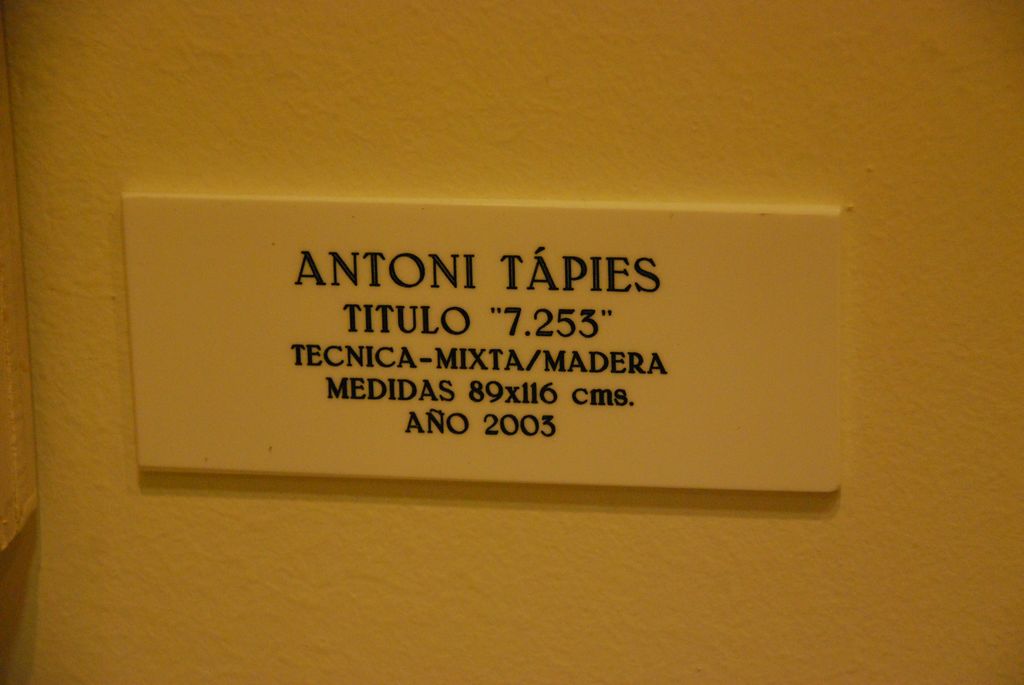 ANTONI TÁPIES
TITULO "7.253"
TECNICA-MIXTA/MADERA
MEDIDAS 89x116 cms.
AÑO 2003